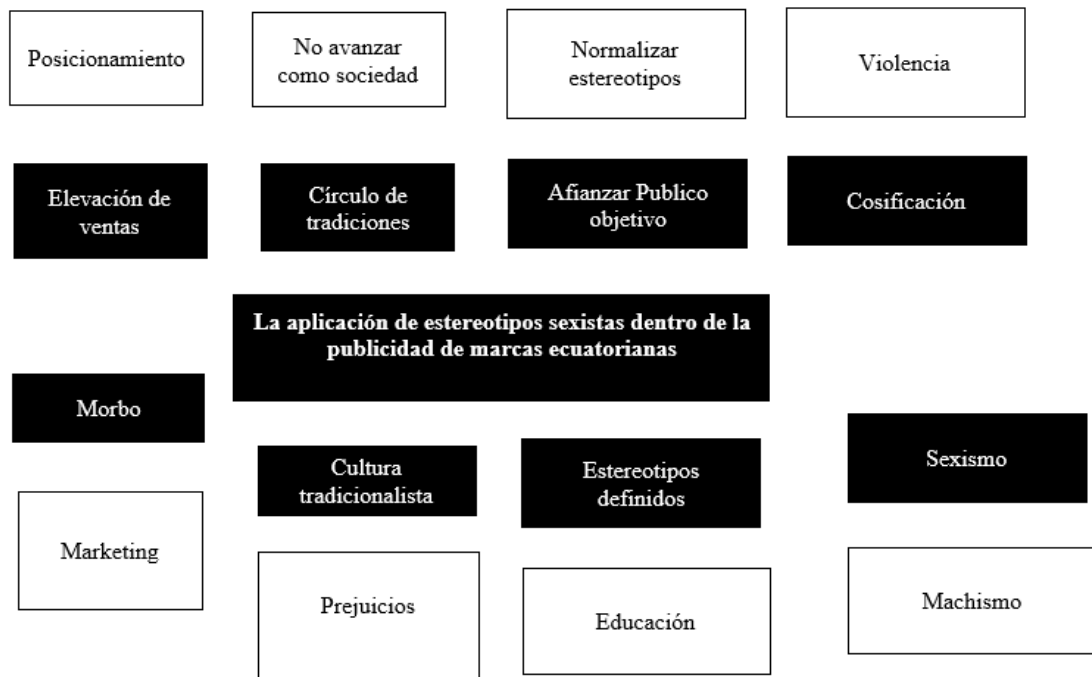 Posicionamiento
No avanzar
como sociedad
Normalizar
estereotipos
Violencia
Elevación de
ventas
Círculo de
tradiciones
Afianzar Publico
objetivo
Cosificación
La aplicación de estereotipos sexistas dentro de la
publicidad de marcas ecuatorianas
Morbo
Cultura
tradicionalista
Estereotipos
definidos
Sexismo
Marketing
Prejuicios
Educación
Machismo